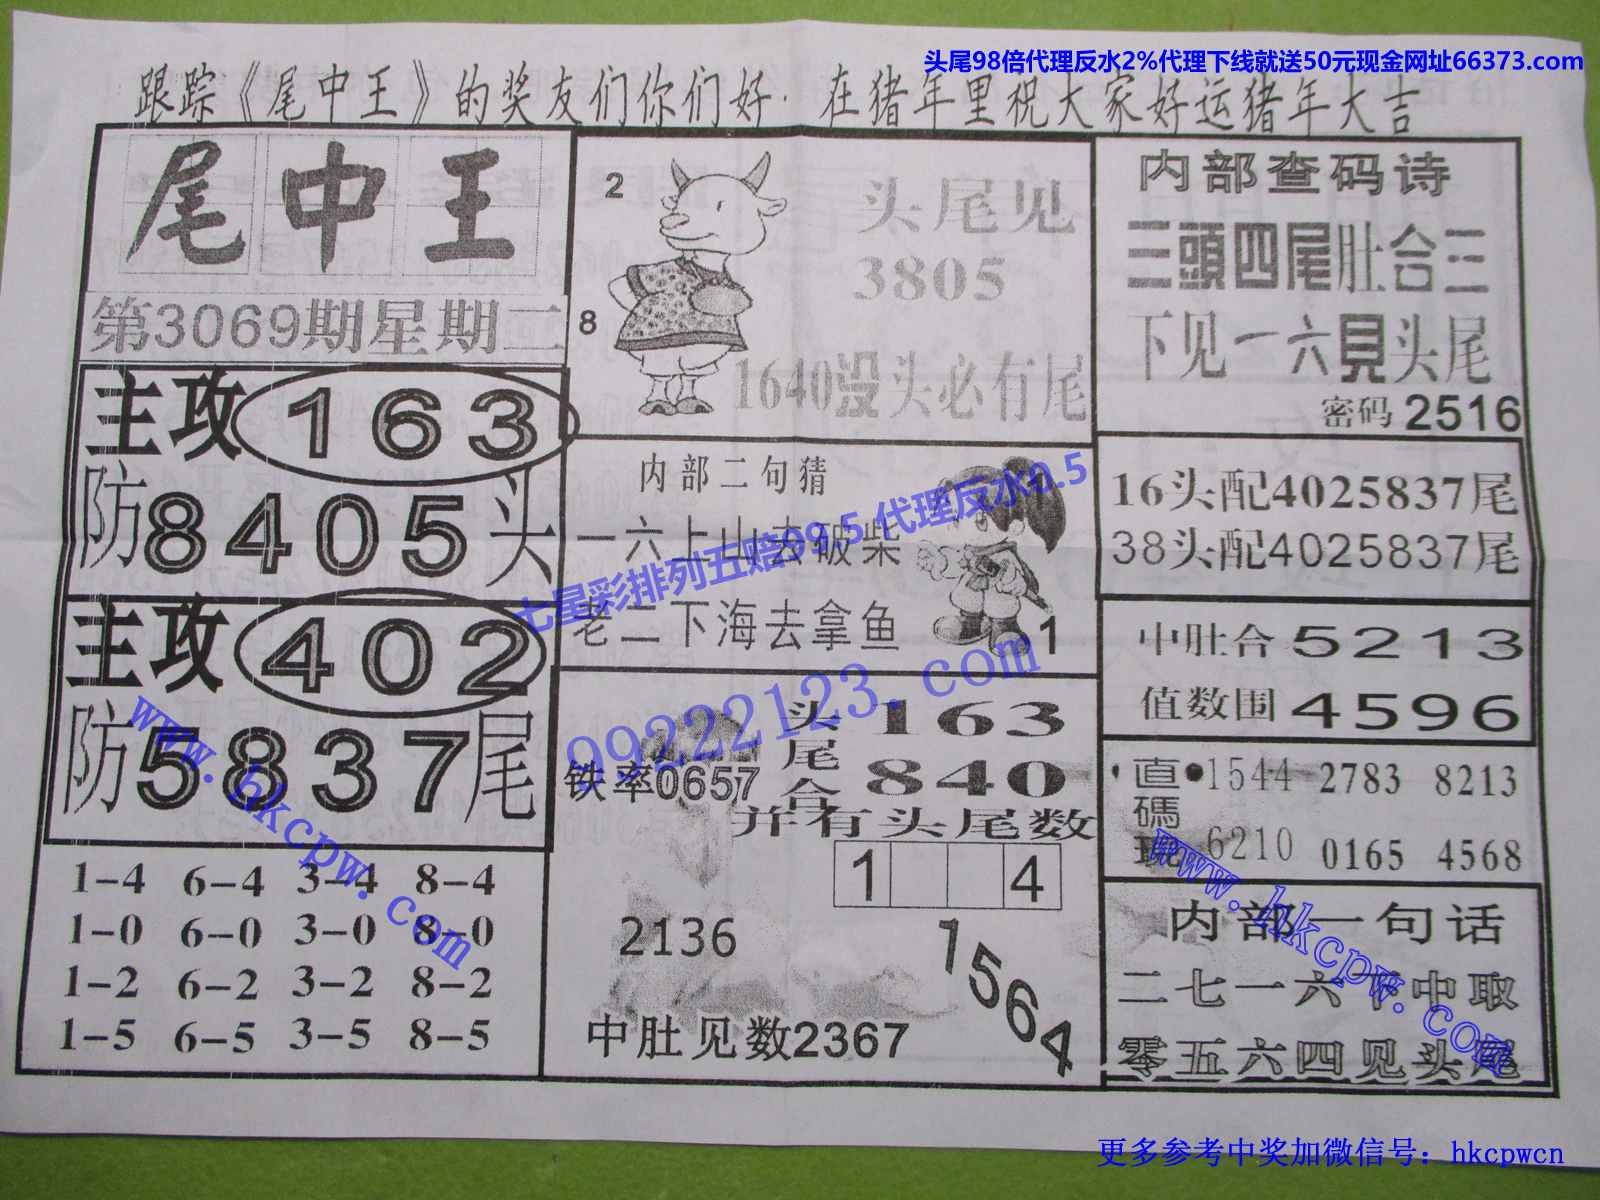 头尾98倍代理反水2%代理下线就送50元现金网址66373.com
跟踪《尾中王》的奖友们你们好. 在猪年里祝大家好运猪年大吉
尾中王
第3069期星期二
主攻 163
防8405头
主攻 402
防5837尾
1-4 6-4 3-4 8-4
1-0 6-0 3-0 8-0
1-2 6-2 3-2 8-2
1-5 6-5 3-5 8-5
2
8
头尾见
3805
1640没头必有尾
内部二句猜
一六上山去破柴
老二下海去拿鱼
1
七星彩排列五赔99.5代理反水0.5
99222123.com
铁率0657
头 163
尾
合 840
并有头尾数
1 4
2136
1564
中肚见数2367
内部查码诗
三頭四尾肚合三
下见一六見头尾
密码 2516
16头配4025837尾
38头配4025837尾
中肚合 5213
值数围 4596
直碼現
1544 2783 8213
6210 0165 4568
内部一句话
二七一六下中取
零五六四见头尾
www.hkcpw.com
www.hkcpw.com
更多参考中奖加微信号：hkcpwcn